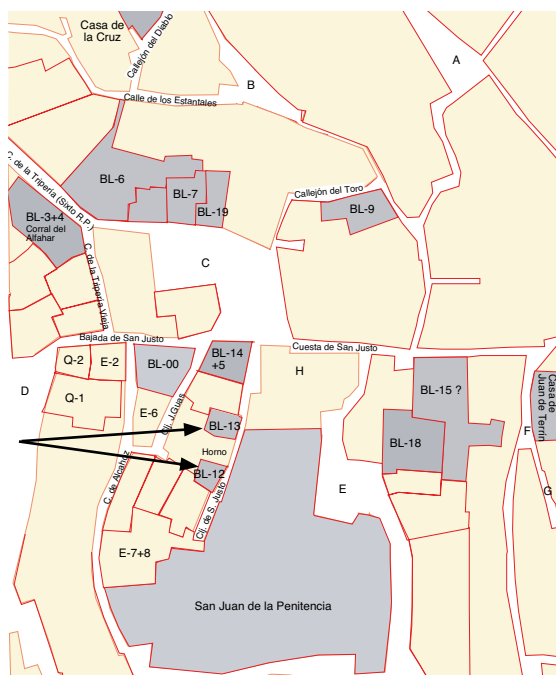 Casa de
la Cruz
Callejón del Diablo
A
B
Calle de los Estantales
C. de la Tripería (Sixto R.P.)
BL-6
BL-7
BL-19
Callejón del Toro
BL-9
BL-3+4
Corral del
Alfahar
C. de la Tripería Vieja
C
Bajada de San Justo
Cuesta de San Justo
Q-2
E-2
BL-00
BL-14
+5
H
D
Q-1
E-6
Clj. J.Guas
BL-13
BL-15 ?
Casa de
Juan de Terrín
F
Horno
BL-18
BL-12
C. de Alcahoz
Clj. de S. Justo
E
G
E-7+8
San Juan de la Penitencia